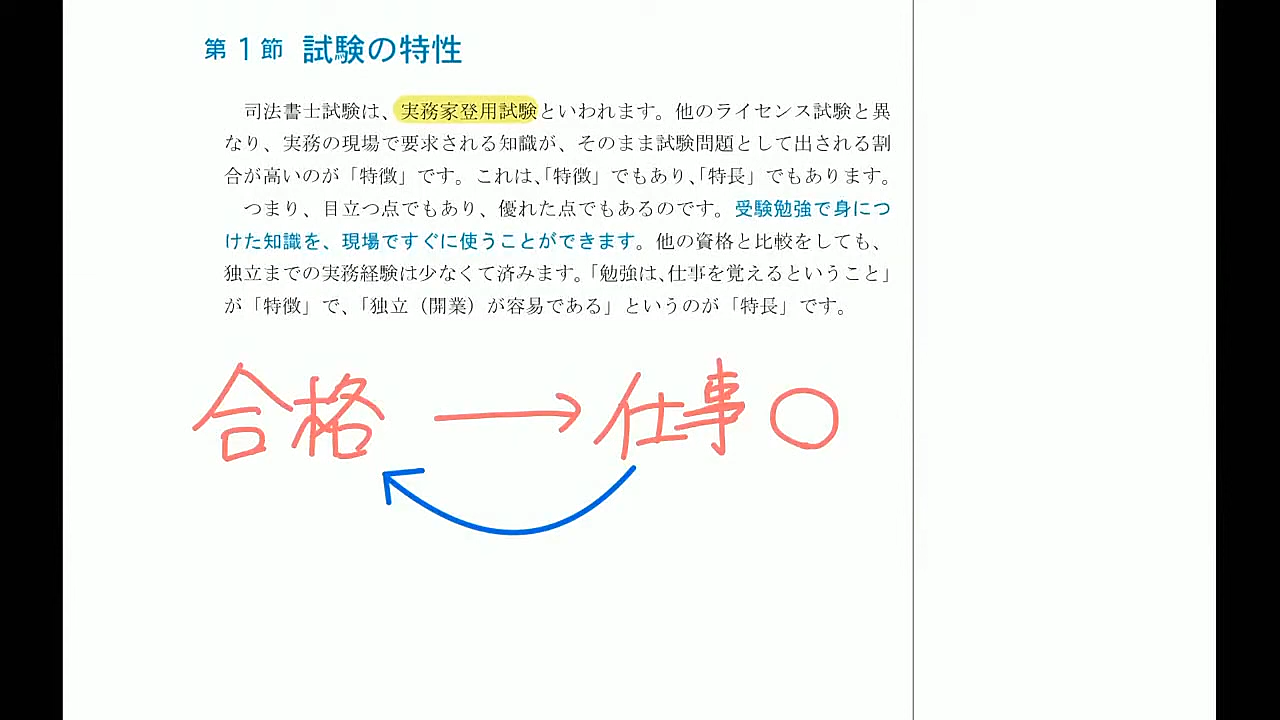 第1節 試験の特性
司法書士試験は、実務家登用試験といわれます。他のライセンス試験と異
なり、実務の現場で要求される知識が、そのまま試験問題として出される割
合が高いのが「特徴」です。これは、「特徴」でもあり、「特長」でもあります。
つまり、目立つ点でもあり、優れた点でもあるのです。受験勉強で身につ
けた知識を、現場ですぐに使うことができます。他の資格と比較をしても、
独立までの実務経験は少なくて済みます。「勉強は、仕事を覚えるということ」
が「特徴」で、「独立（開業）が容易である」というのが「特長」です。
合格 → 仕事 ○